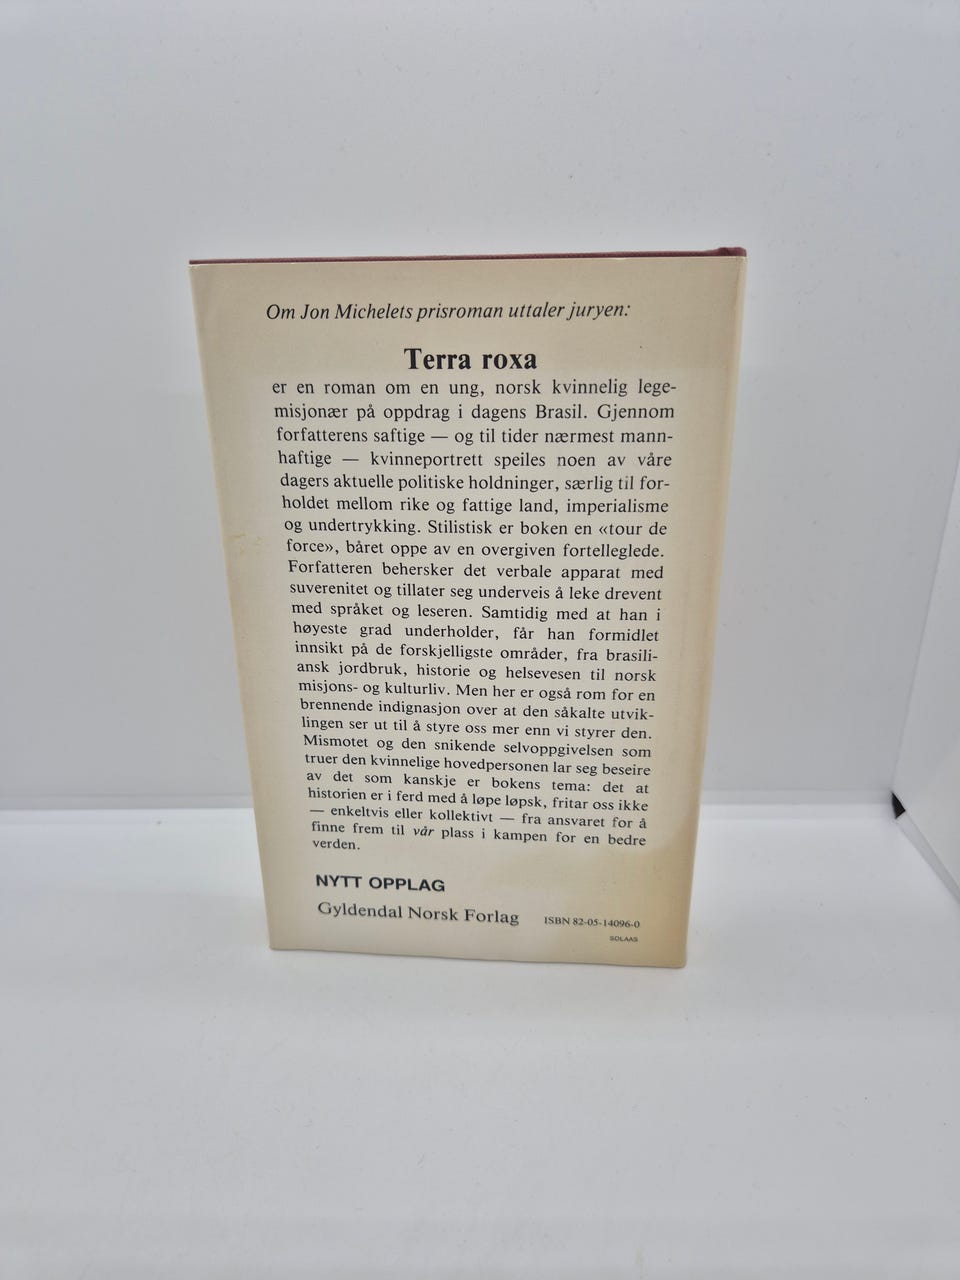 Om Jon Michelets prisroman uttaler juryen:
Terra roxa
er en roman om en ung, norsk kvinnelig lege-
misjonær på oppdrag i dagens Brasil. Gjennom
forfatterens saftige — og til tider nærmest mann-
haftige — kvinneportrett speiles noen av våre
dagers aktuelle politiske holdninger, særlig til for-
holdet mellom rike og fattige land, imperialisme
og undertrykking. Stilistisk er boken en «tour de
force», båret oppe av en overgiven fortelleglede.
Forfatteren behersker det verbale apparat med
suverenitet og tillater seg underveis å leke drevent
med språket og leseren. Samtidig med at han i
høyeste grad underholder, får han formidlet
innsikt på de forskjelligste områder, fra brasili-
ansk jordbruk, historie og helsevesen til norsk
misjons- og kulturliv. Men her er også rom for en
brennende indignasjon over at den såkalte utvik-
lingen ser ut til å styre oss mer enn vi styrer den.
Mismotet og den snikende selvoppgivelsen som
truer den kvinnelige hovedpersonen lar seg beseire
av det som kanskje er bokens tema: det at
historien er i ferd med å løpe løpsk, fritar oss ikke
— enkeltvis eller kollektivt — fra ansvaret for å
finne frem til vår plass i kampen for en bedre
verden.
NYTT OPPLAG
Gyldendal Norsk Forlag ISBN 82-05-14096-0
SOLAAS